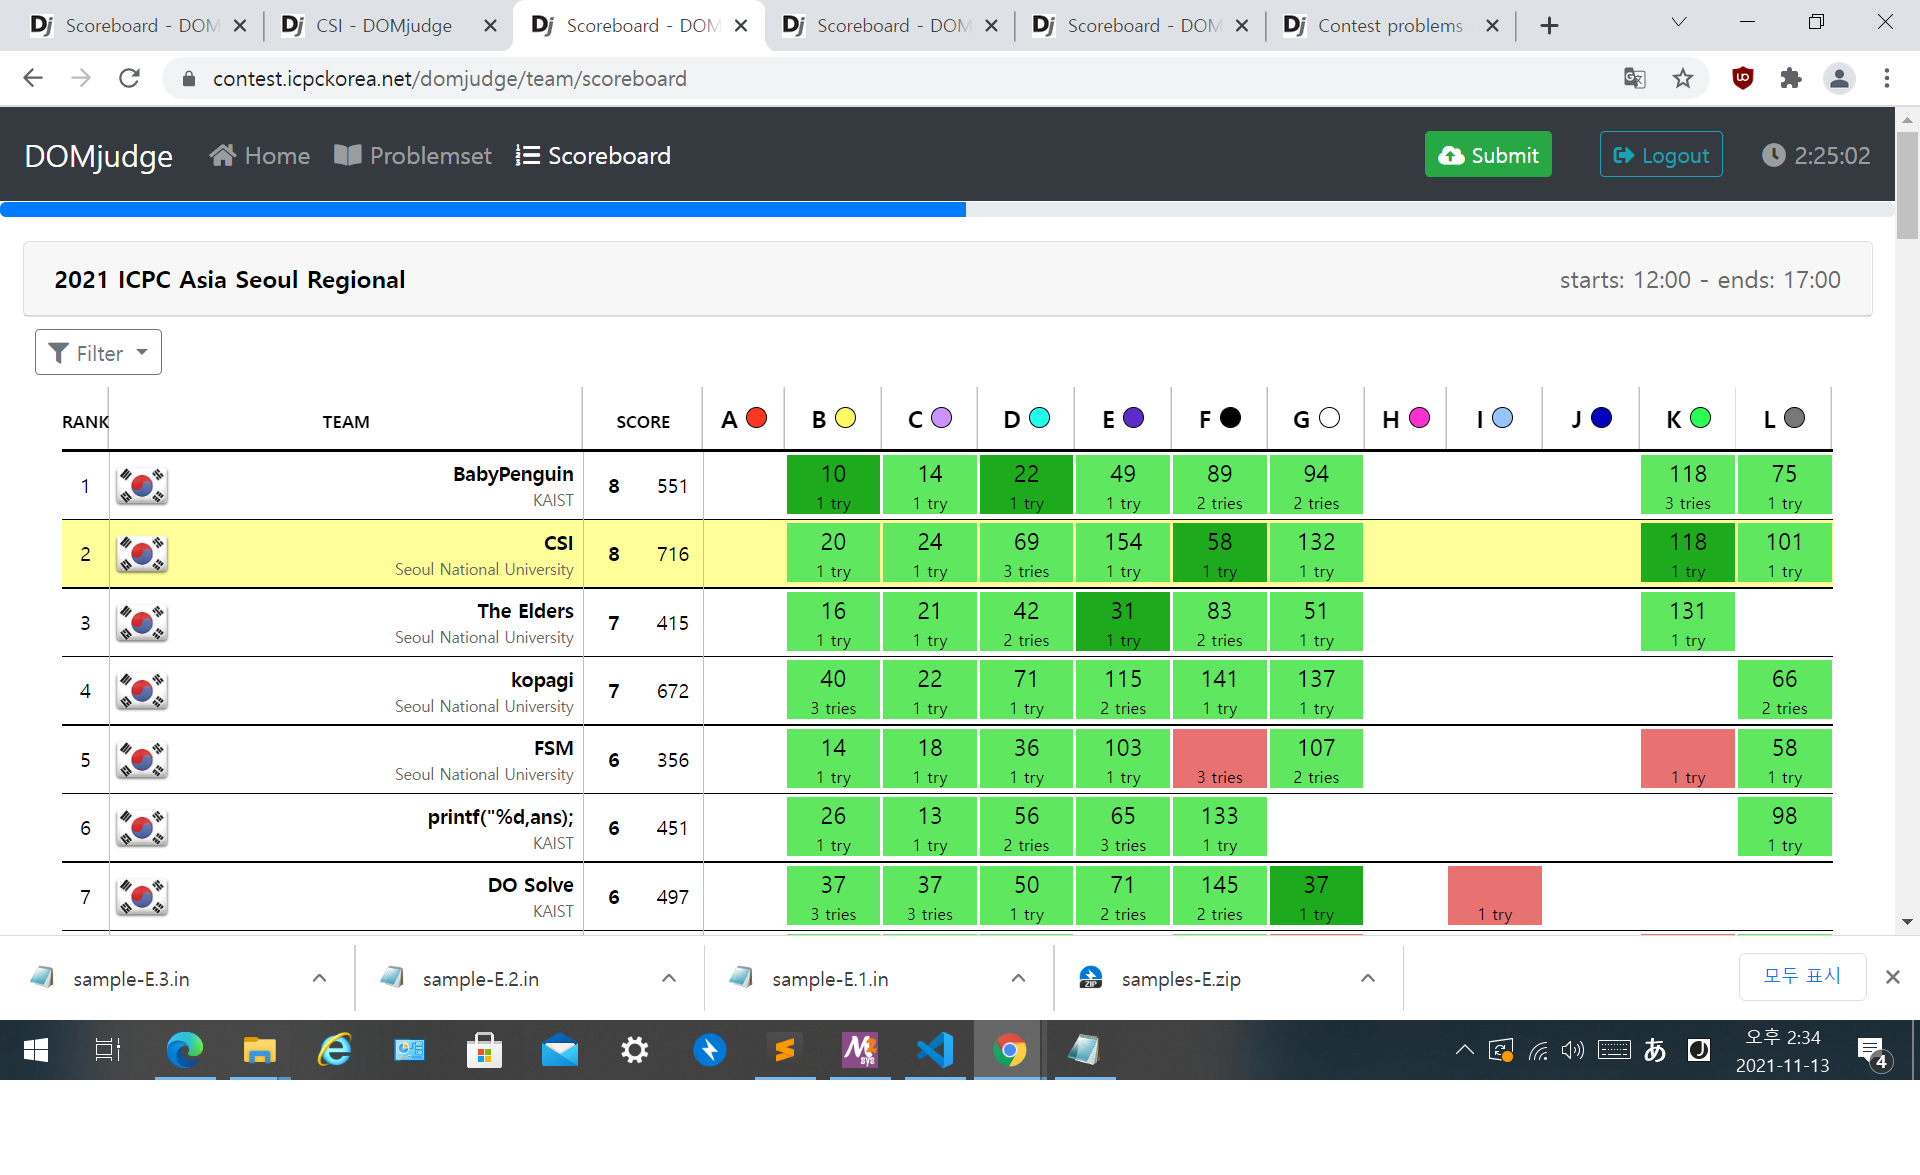 Scoreboard - DOM
CSI - DOMjudge
Scoreboard - DOM
Scoreboard - DOM
Scoreboard - DOM
Contest problems
contest.icpckorea.net/domjudge/team/scoreboard
DOMjudge Home Problemset Scoreboard Submit Logout 2:25:02
2021 ICPC Asia Seoul Regional starts: 12:00 - ends: 17:00
Filter
RANK TEAM SCORE A B C D E F G H I J K L
1 BabyPenguin 8 551 10 14 22 49 89 94 118 75
KAIST 1 try 1 try 1 try 1 try 2 tries 2 tries 3 tries 1 try
2 CSI 8 716 20 24 69 154 58 132 118 101
Seoul National University 1 try 1 try 3 tries 1 try 1 try 1 try 1 try 1 try
3 The Elders 7 415 16 21 42 31 83 51 131
Seoul National University 1 try 1 try 2 tries 1 try 2 tries 1 try 1 try
4 kopagi 7 672 40 22 71 115 141 137 66
Seoul National University 3 tries 1 try 1 try 2 tries 1 try 1 try 2 tries
5 FSM 6 356 14 18 36 103 107 58
Seoul National University 1 try 1 try 1 try 1 try 3 tries 2 tries 1 try 1 try
6 printf("%d,ans); 6 451 26 13 56 65 133 98
KAIST 1 try 1 try 2 tries 3 tries 1 try 1 try
7 DO Solve 6 497 37 37 50 71 145 37
KAIST 3 tries 3 tries 1 try 2 tries 2 tries 1 try 1 try
sample-E.3.in
sample-E.2.in
sample-E.1.in
samples-E.zip
모두 표시
あ
오후 2:34
2021-11-13
4